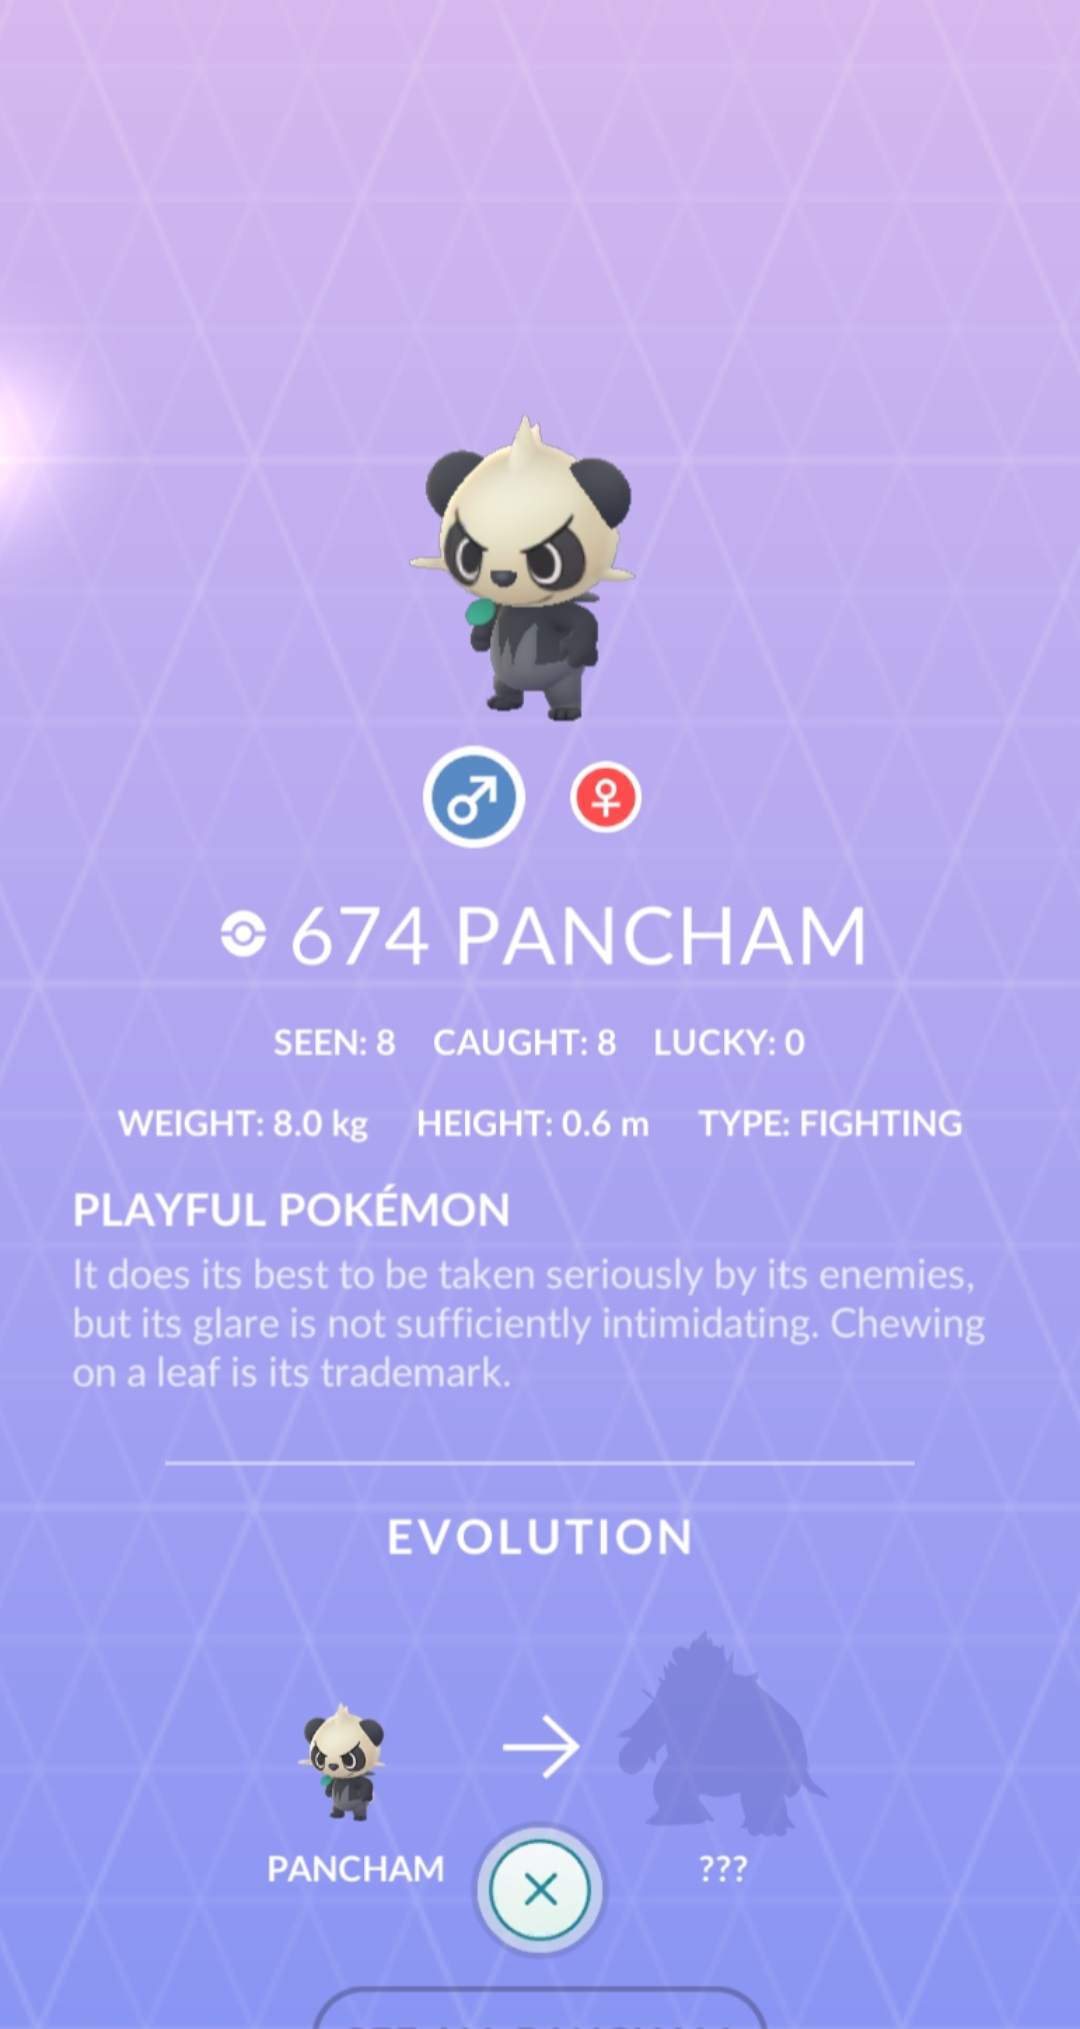 674 PANCHAM
SEEN: 8 CAUGHT: 8 LUCKY: 0
WEIGHT: 8.0 kg HEIGHT: 0.6 m TYPE: FIGHTING
PLAYFUL POKÉMON
It does its best to be taken seriously by its enemies,
but its glare is not sufficiently intimidating. Chewing
on a leaf is its trademark.
EVOLUTION
PANCHAM ???